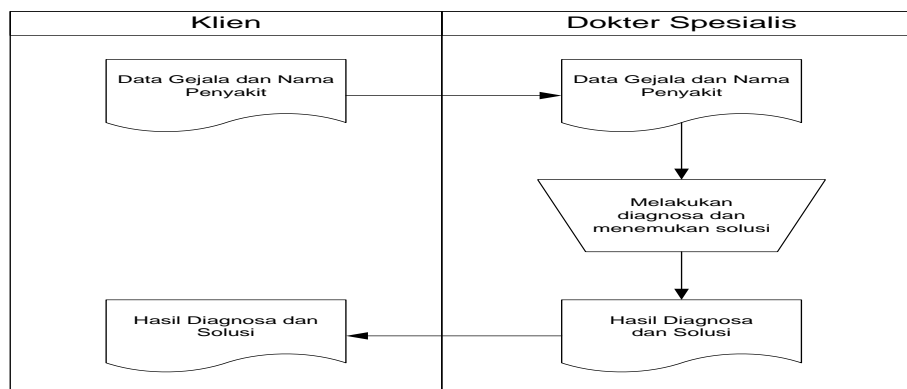 Klien
Dokter Spesialis
Data Gejala dan Nama
Penyakit
Data Gejala dan Nama
Penyakit
Melakukan
diagnosa dan
menemukan solusi
Hasil Diagnosa dan
Solusi
Hasil Diagnosa
dan Solusi